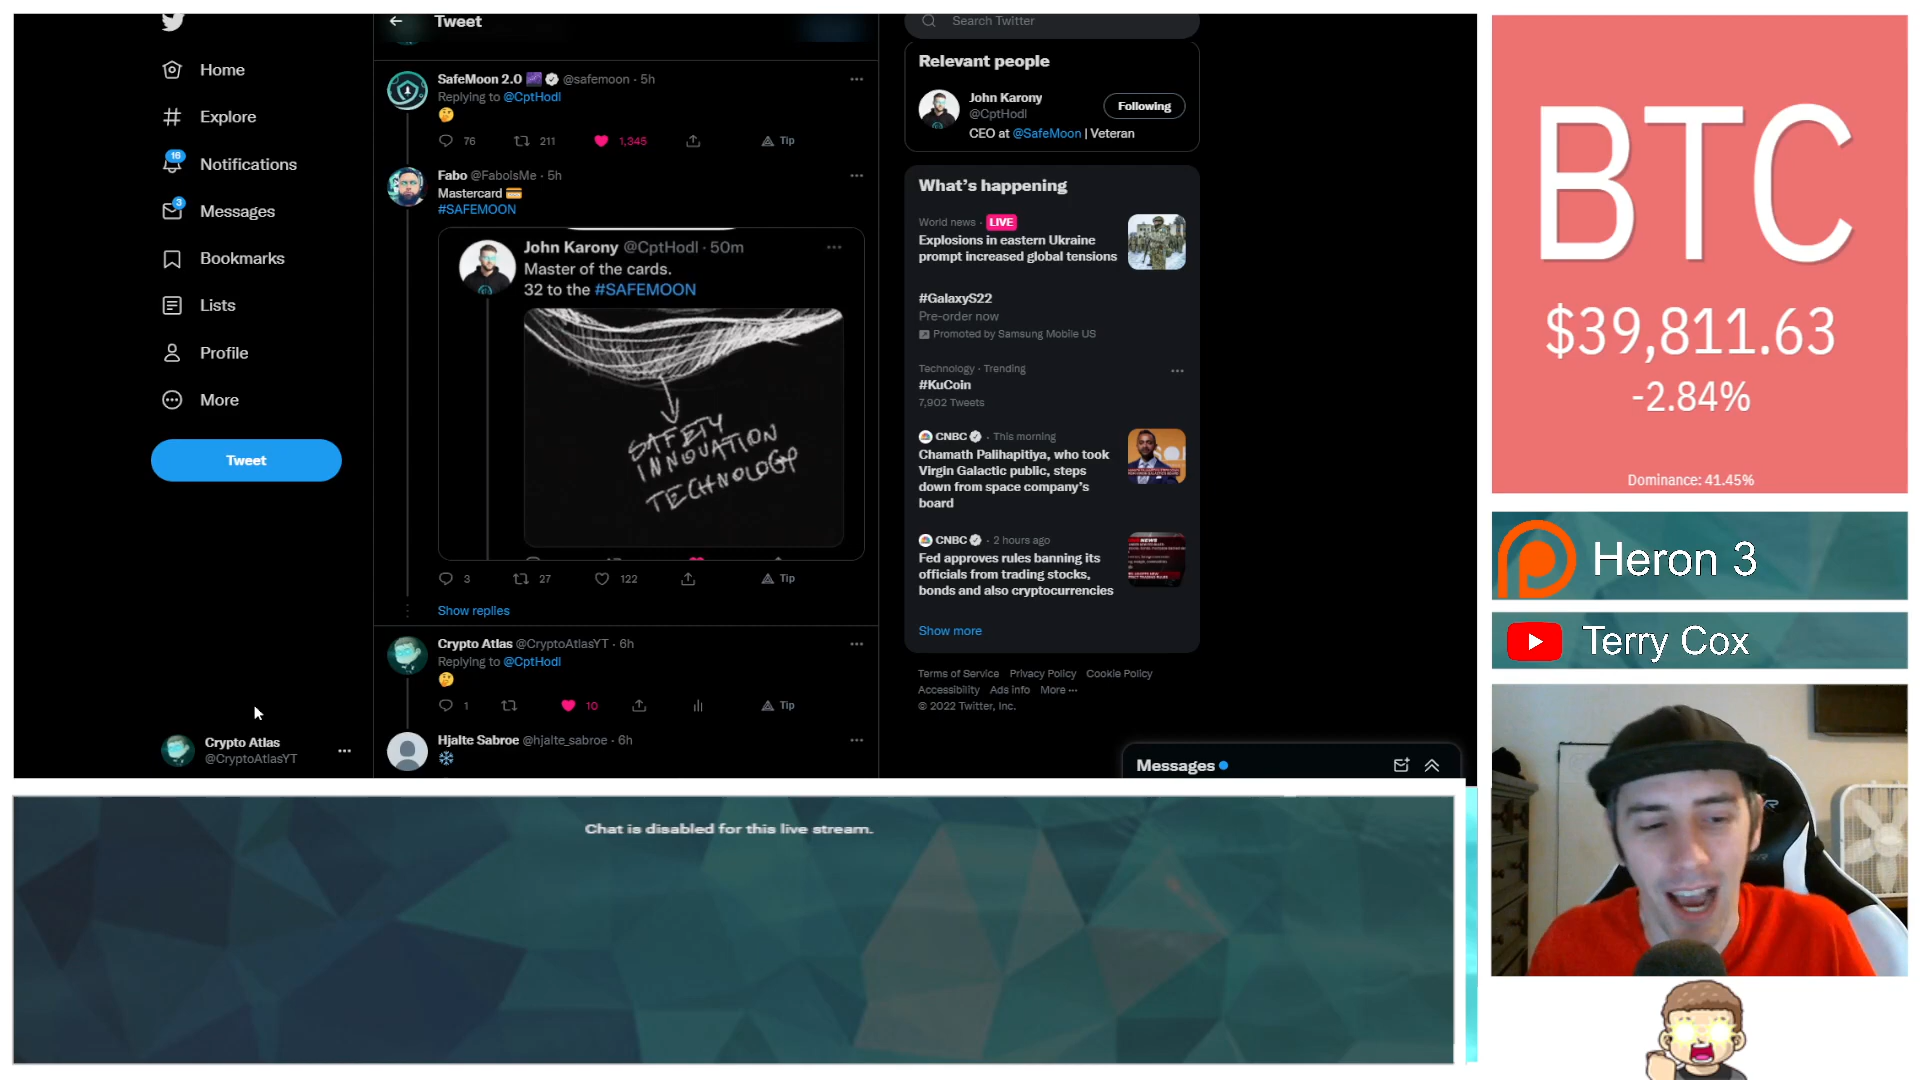 Tweet
Search Twitter
Home
Explore
16
Notifications
3
Messages
Bookmarks
Lists
Profile
More
Tweet
Crypto Atlas
@CryptoAtlasYT
SafeMoon 2.0 @safemoon · 5h
Replying to @CptHodl
🤔
76 211 1,345 Tip
Fabo @FaboIsMe · 5h
Mastercard 💳
#SAFEMOON
John Karony @CptHodl · 50m
Master of the cards.
32 to the #SAFEMOON
SAFETY
INNOVATION
TECHNOLOGY
3 27 122 Tip
Show replies
Crypto Atlas @CryptoAtlasYT · 6h
Replying to @CptHodl
🤔
1 10 Tip
Hjalte Sabroe @hjalte_sabroe · 6h
❄
Relevant people
John Karony
@CptHodl
Following
CEO at @SafeMoon | Veteran
What's happening
World news · LIVE
Explosions in eastern Ukraine
prompt increased global tensions
#GalaxyS22
Pre-order now
Promoted by Samsung Mobile US
Technology · Trending
#KuCoin
7,902 Tweets
CNBC · This morning
Chamath Palihapitiya, who took
Virgin Galactic public, steps
down from space company's
board
CNBC · 2 hours ago
Fed approves rules banning its
officials from trading stocks,
bonds and also cryptocurrencies
NEWS
Show more
Terms of Service Privacy Policy Cookie Policy
Accessibility Ads info More ···
© 2022 Twitter, Inc.
Messages
BTC
$39,811.63
-2.84%
Dominance: 41.45%
Heron 3
Terry Cox
Chat is disabled for this live stream.